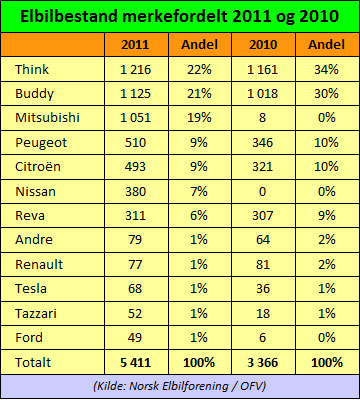 Elbilbestand merkefordelt 2011 og 2010
2011 Andel 2010 Andel
Think 1 216 22% 1 161 34%
Buddy 1 125 21% 1 018 30%
Mitsubishi 1 051 19% 8 0%
Peugeot 510 9% 346 10%
Citroën 493 9% 321 10%
Nissan 380 7% 0 0%
Reva 311 6% 307 9%
Andre 79 1% 64 2%
Renault 77 1% 81 2%
Tesla 68 1% 36 1%
Tazzari 52 1% 18 1%
Ford 49 1% 6 0%
Totalt 5 411 100% 3 366 100%
(Kilde: Norsk Elbilforening / OFV)